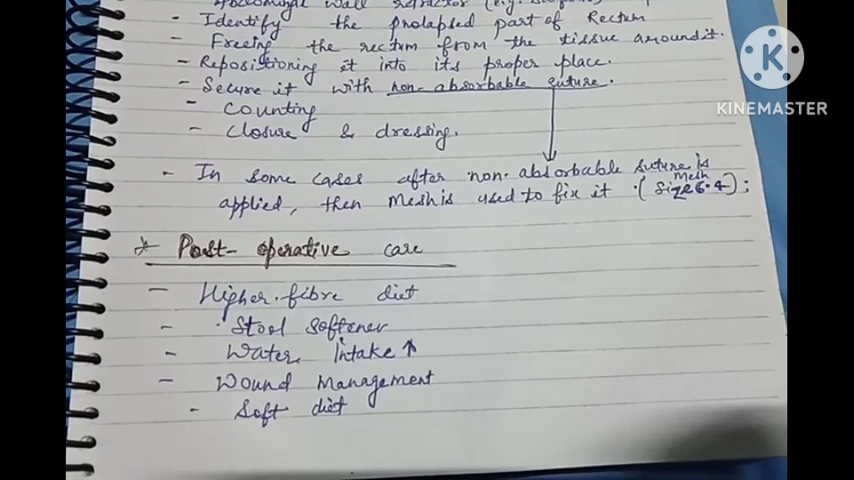 Abdominal wall retractor (e.g.
- Identify the prolapsed part of Rectum
- Freeing the rectum from the tissue around it.
- Repositioning it into its proper place.
- Secure it with non-absorbable suture.
- Counting
- Closure & dressing.
- In some cases after non-absorbable suture is
applied, then Mesh is used to fix it. (Mesh size 6.4);
* Post-operative care
- Higher fibre diet
- Stool softener
- Water Intake ↑
- Wound Management
- Soft diet
KINEMASTER